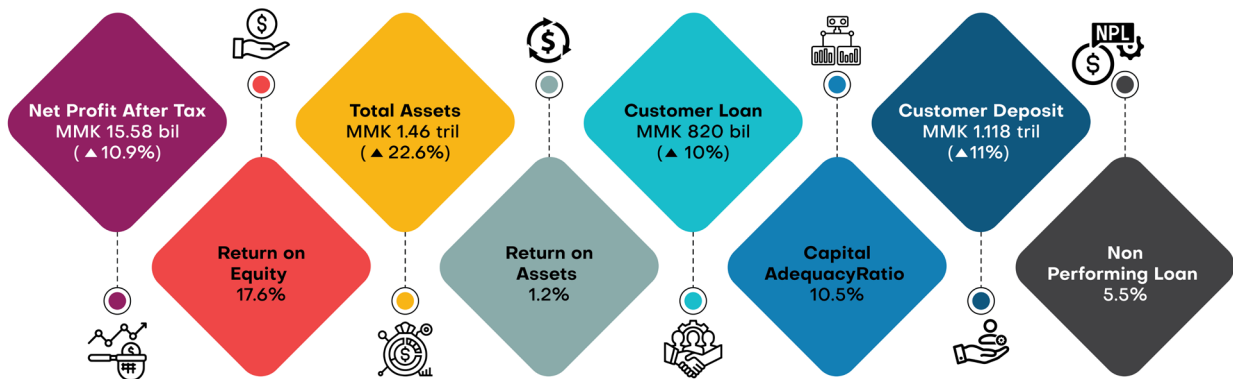 Net Profit After Tax
MMK 15.58 bil
(▲10.9%)
Return on
Equity
17.6%
Total Assets
MMK 1.46 tril
(▲ 22.6%)
Return on
Assets
1.2%
Customer Loan
MMK 820 bil
(▲ 10%)
Capital
AdequacyRatio
10.5%
Customer Deposit
MMK 1.118 tril
(▲11%)
NPL
Non
Performing Loan
5.5%